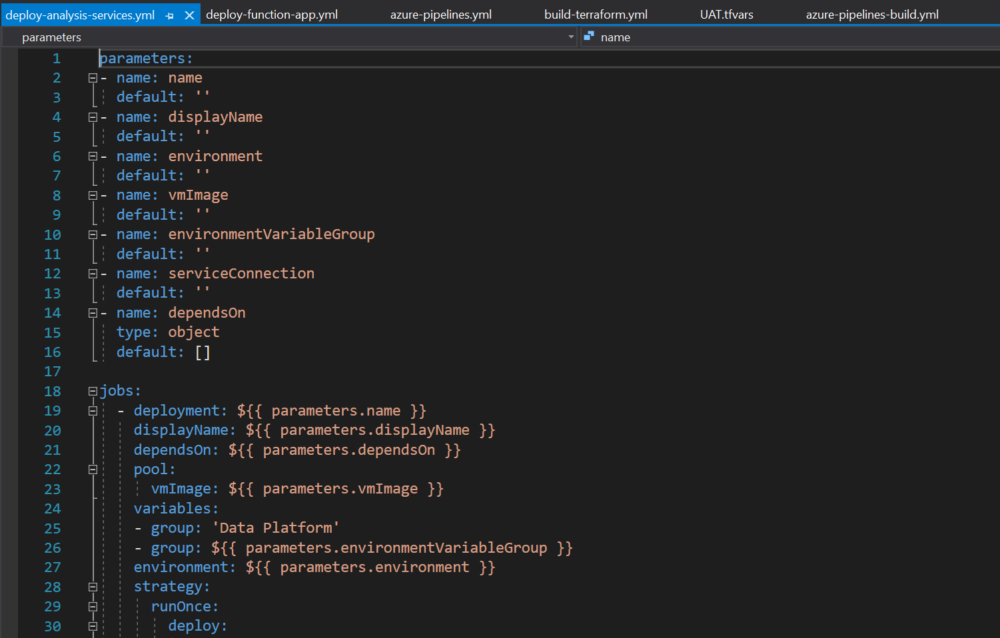 deploy-analysis-services.yml deploy-function-app.yml azure-pipelines.yml build-terraform.yml UAT.tfvars azure-pipelines-build.yml
parameters name
1 parameters:
2 - name: name
3 default: ''
4 - name: displayName
5 default: ''
6 - name: environment
7 default: ''
8 - name: vmImage
9 default: ''
10 - name: environmentVariableGroup
11 default: ''
12 - name: serviceConnection
13 default: ''
14 - name: dependsOn
15 type: object
16 default: []
17
18 jobs:
19 - deployment: ${{ parameters.name }}
20 displayName: ${{ parameters.displayName }}
21 dependsOn: ${{ parameters.dependsOn }}
22 pool:
23 vmImage: ${{ parameters.vmImage }}
24 variables:
25 - group: 'Data Platform'
26 - group: ${{ parameters.environmentVariableGroup }}
27 environment: ${{ parameters.environment }}
28 strategy:
29 runOnce:
30 deploy: